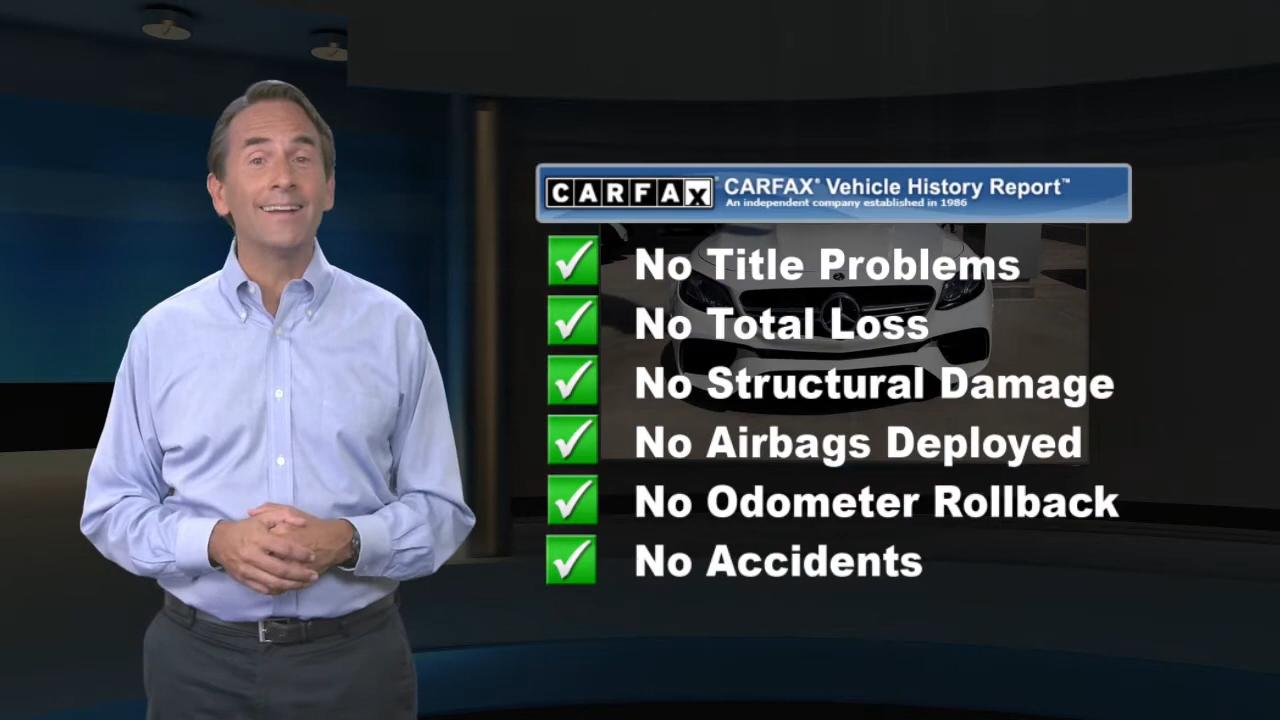 CARFAX® CARFAX® Vehicle History Report™
An independent company established in 1986
No Title Problems
No Total Loss
No Structural Damage
No Airbags Deployed
No Odometer Rollback
No Accidents